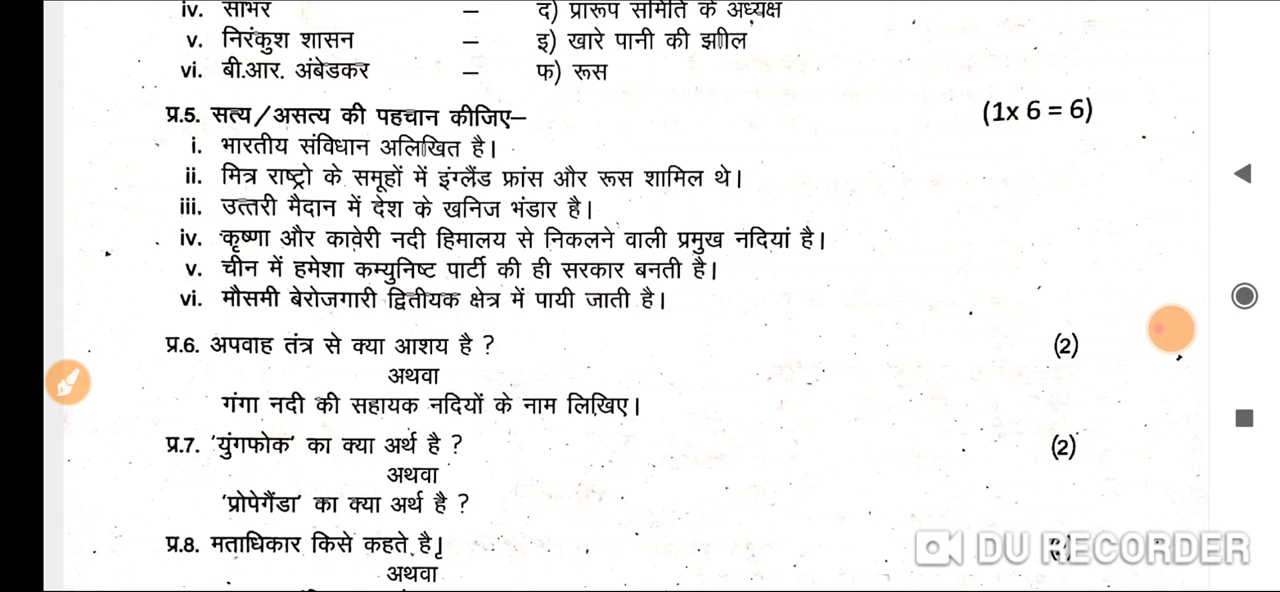 iv. सांभर – द) प्रारूप समिति के अध्यक्ष
v. निरंकुश शासन – इ) खारे पानी की झील
vi. बी.आर. अंबेडकर – फ) रूस
प्र.5. सत्य/असत्य की पहचान कीजिए– (1x 6 = 6)
i. भारतीय संविधान अलिखित है।
ii. मित्र राष्ट्रो के समूहों में इंग्लैंड फ्रांस और रूस शामिल थे।
iii. उत्तरी मैदान में देश के खनिज भंडार है।
iv. कृष्णा और कावेरी नदी हिमालय से निकलने वाली प्रमुख नदियां है।
v. चीन में हमेशा कम्युनिष्ट पार्टी की ही सरकार बनती है।
vi. मौसमी बेरोजगारी द्वितीयक क्षेत्र में पायी जाती है।
प्र.6. अपवाह तंत्र से क्या आशय है ? (2)
अथवा
गंगा नदी की सहायक नदियों के नाम लिखिए।
प्र.7. 'युंगफोक' का क्या अर्थ है ? (2)
अथवा
'प्रोपेगैंडा' का क्या अर्थ है ?
प्र.8. मताधिकार किसे कहते है।
अथवा
DU RECORDER